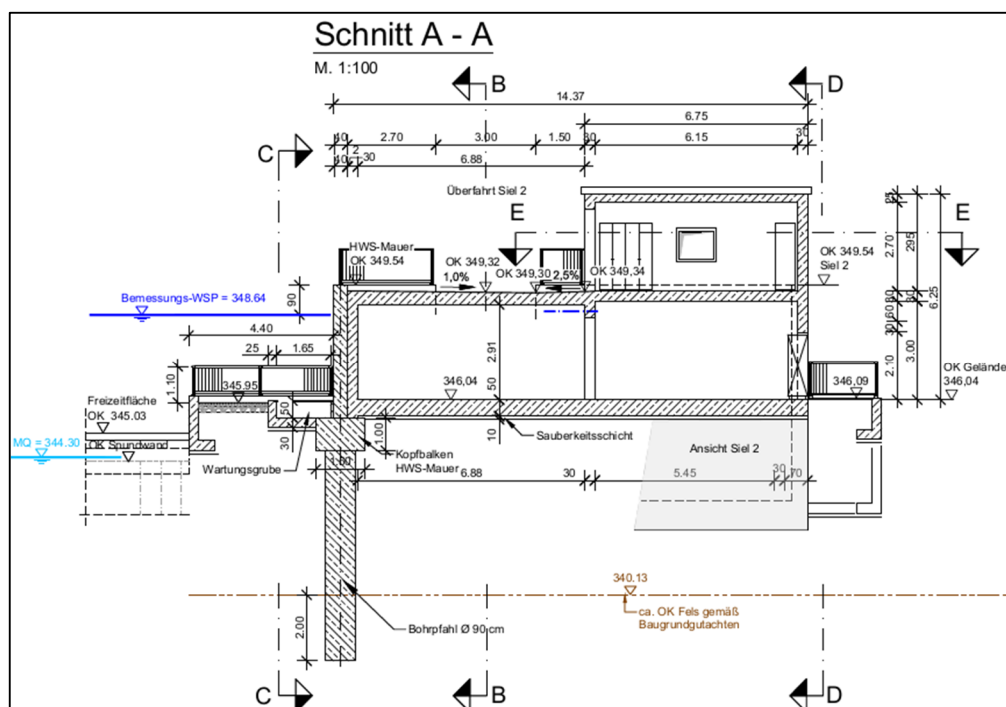 Schnitt A - A
M. 1:100
B
D
14.37
6.75
40
2.70
3.00
1.50
30
6.15
30
C
40
2
30
6.88
Überfahrt Siel 2
E
E
HWS-Mauer
OK 349.54
OK 349,32
OK 349,30
OK 349,34
1,0%
2,5%
OK 349.54
Siel 2
25
2.70
295
6.25
30
30
60
30
2.10
3.00
Bemessungs-WSP = 348.64
90
4.40
25
1.65
1.10
345.95
50
2.91
346,04
50
346,09
OK Gelände
346,04
Freizeitfläche
OK 345.03
MQ = 344.30
OK Spundwand
30
1.00
10
Sauberkeitsschicht
Ansicht Siel 2
Wartungsgrube
Kopfbalken
HWS-Mauer
6.88
30
5.45
30
70
340.13
ca. OK Fels gemäß
Baugrundgutachten
2.00
Bohrpfahl Ø 90 cm
C
B
D